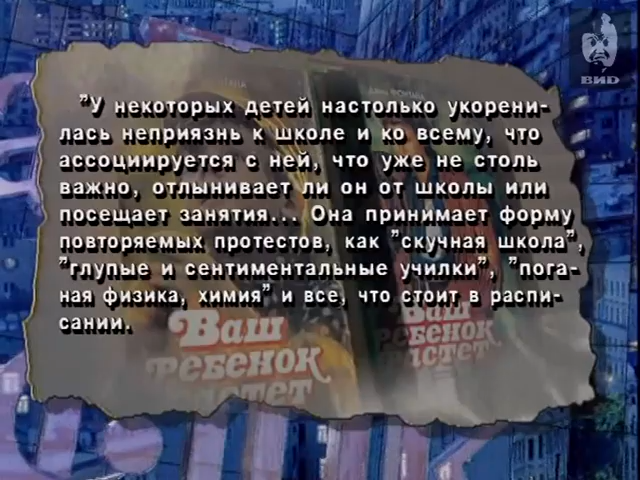 ВИD
"У некоторых детей настолько укорени-
лась неприязнь к школе и ко всему, что
ассоциируется с ней, что уже не столь
важно, отлынивает ли он от школы или
посещает занятия... Она принимает форму
повторяемых протестов, как "скучная школа",
"глупые и сентиментальные училки", "пога-
ная физика, химия" и все, что стоит в распи-
сании.
Ваш
ребенок
растет
Ваш
ребенок
растет